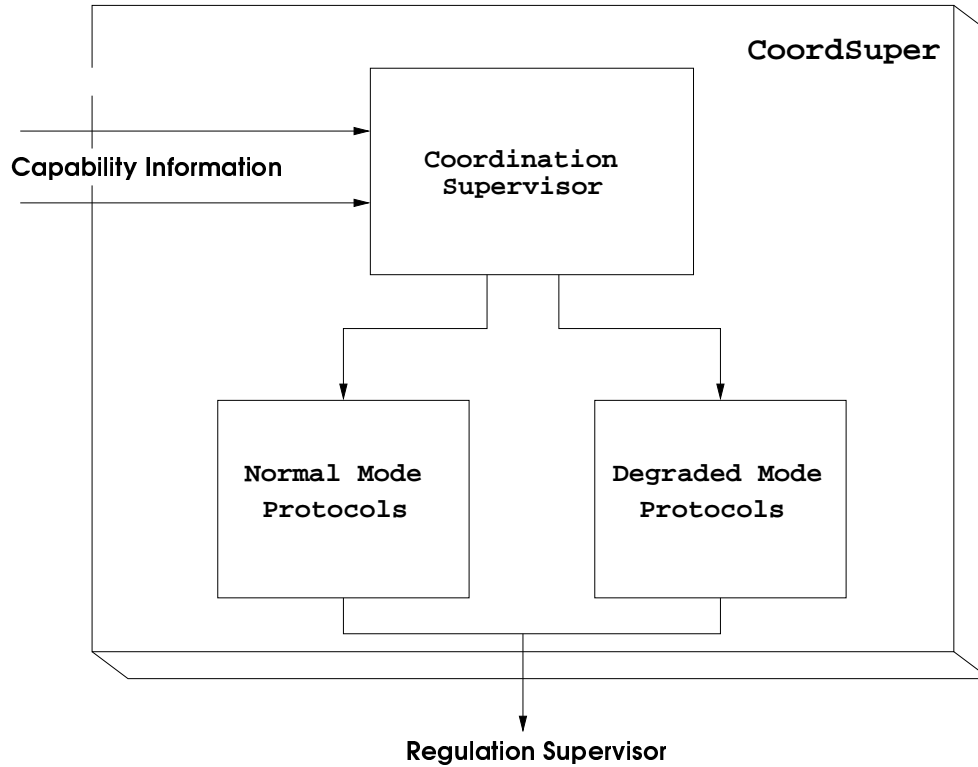 CoordSuper
Capability Information
Coordination
Supervisor
Normal Mode
Protocols
Degraded Mode
Protocols
Regulation Supervisor